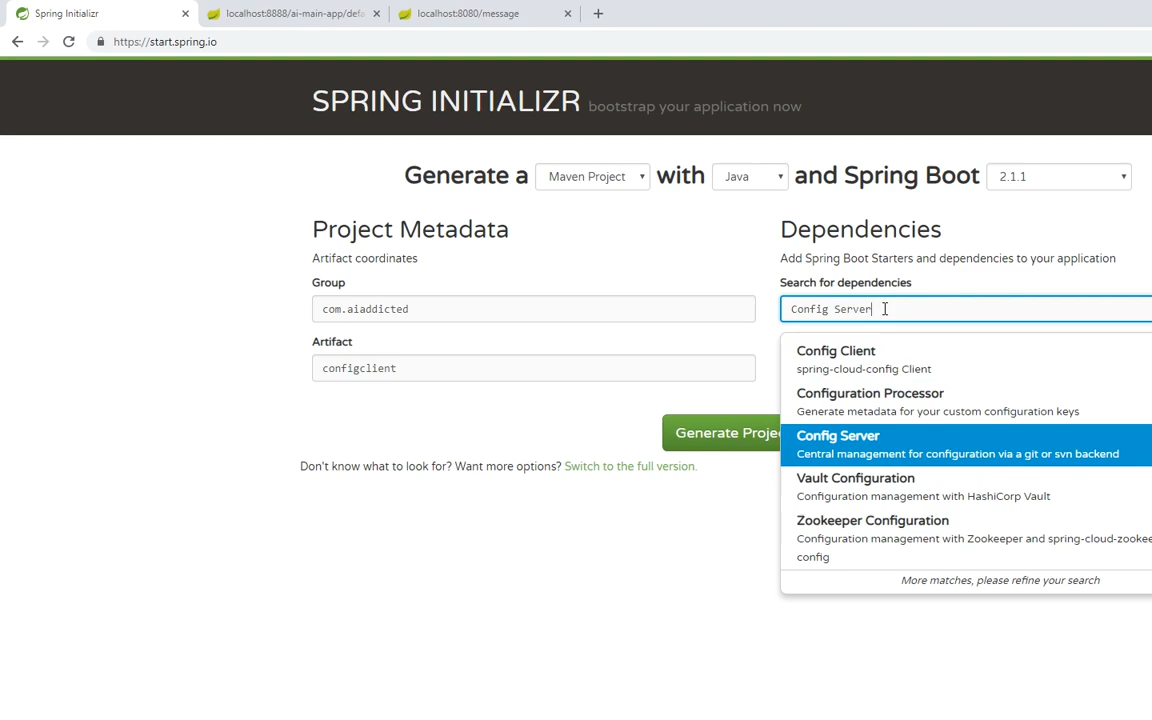 Spring Initializr
localhost:8888/ai-main-app/defa
localhost:8080/message
https://start.spring.io
SPRING INITIALIZR bootstrap your application now
Generate a Maven Project with Java and Spring Boot 2.1.1
Project Metadata
Artifact coordinates
Group
com.aiaddicted
Artifact
configclient
Dependencies
Add Spring Boot Starters and dependencies to your application
Search for dependencies
Config Server
Config Client
spring-cloud-config Client
Configuration Processor
Generate metadata for your custom configuration keys
Config Server
Central management for configuration via a git or svn backend
Vault Configuration
Configuration management with HashiCorp Vault
Zookeeper Configuration
Configuration management with Zookeeper and spring-cloud-zookee
config
More matches, please refine your search
Generate Projec
Don't know what to look for? Want more options? Switch to the full version.